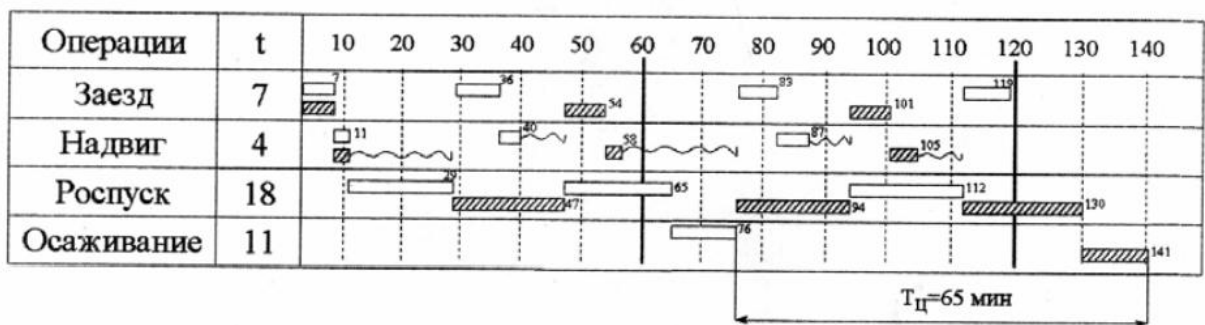 Операции t 10 20 30 40 50 60 70 80 90 100 110 120 130 140
Заезд 7 7 36 54 83 101 119
Надвиг 4 11 40 58 87 105
Роспуск 18 29 47 65 94 112 130
Осаживание 11 76 141
Tц=65 мин